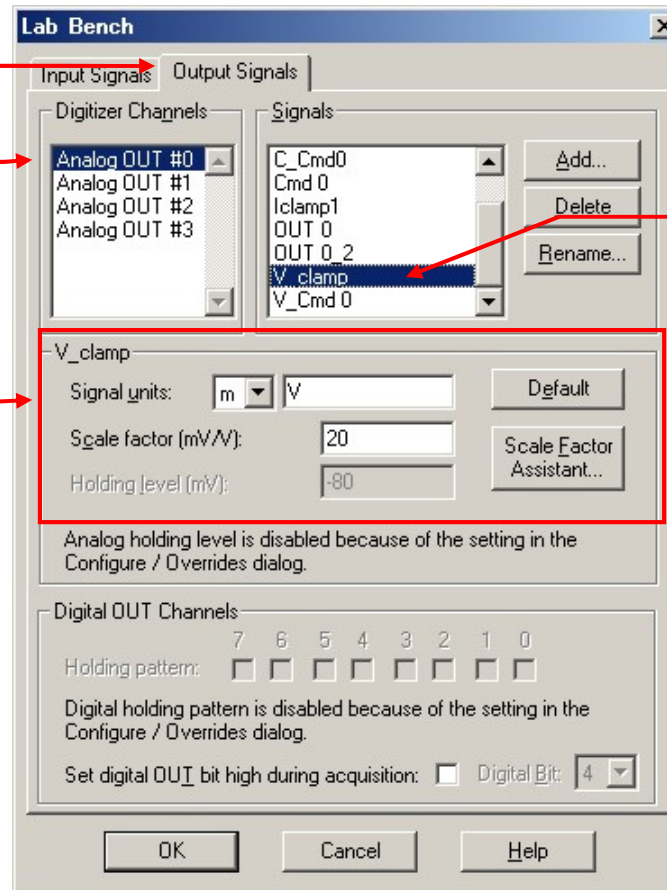 Lab Bench
Input Signals Output Signals
Digitizer Channels
Analog OUT #0
Analog OUT #1
Analog OUT #2
Analog OUT #3
Signals
C_Cmd0
Cmd 0
Iclamp1
OUT 0
OUT 0_2
V_clamp
V_Cmd 0
Add...
Delete
Rename...
V_clamp
Signal units: m V
Default
Scale factor (mV/V): 20
Scale Factor
Assistant...
Holding level (mV): -80
Analog holding level is disabled because of the setting in the
Configure / Overrides dialog.
Digital OUT Channels
7 6 5 4 3 2 1 0
Holding pattern:
Digital holding pattern is disabled because of the setting in the
Configure / Overrides dialog.
Set digital OUT bit high during acquisition: Digital Bit: 4
OK Cancel Help